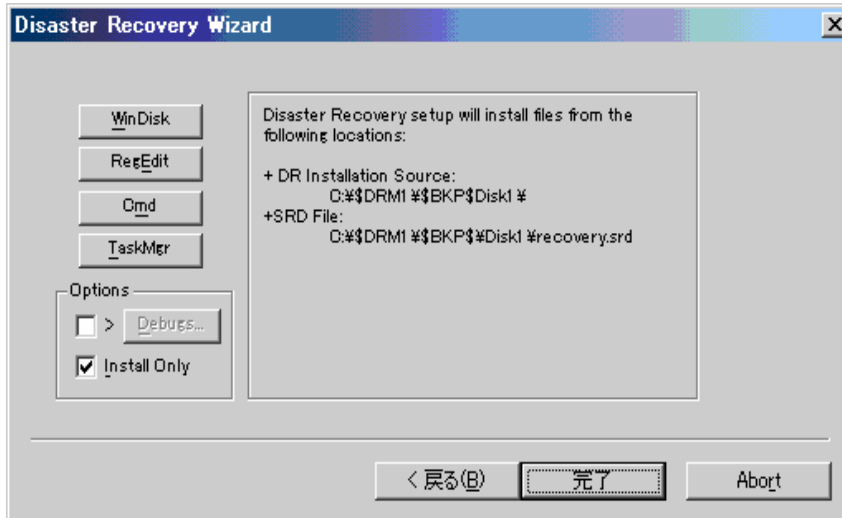 Disaster Recovery Wizard
WinDisk
RegEdit
Cmd
TaskMgr
Options
> Debugs...
Install Only
Disaster Recovery setup will install files from the
following locations:
+ DR Installation Source:
C:¥$DRM1 ¥$BKP$Disk1 ¥
+SRD File:
C:¥$DRM1 ¥$BKP$¥Disk1 ¥recovery.srd
< 戻る(B)
完了
Abort